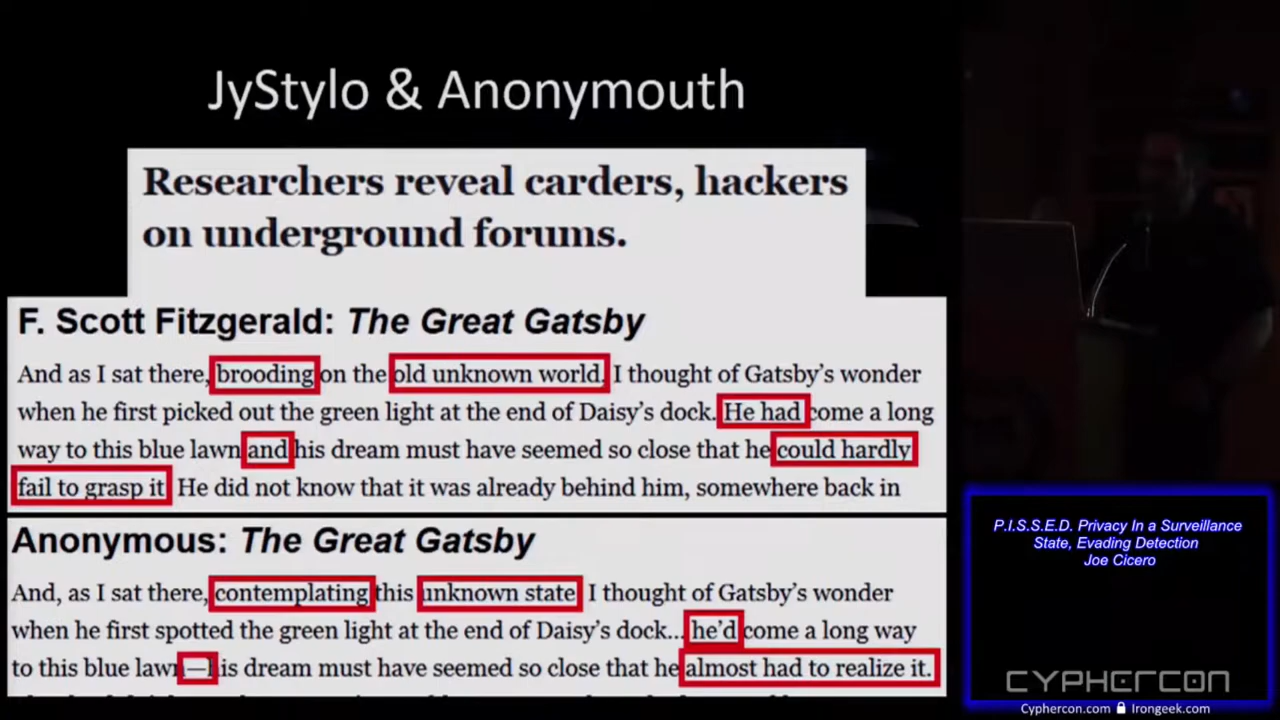 JyStylo & Anonymouth
Researchers reveal carders, hackers
on underground forums.
F. Scott Fitzgerald: The Great Gatsby
And as I sat there, brooding on the old unknown world. I thought of Gatsby's wonder
when he first picked out the green light at the end of Daisy's dock. He had come a long
way to this blue lawn and his dream must have seemed so close that he could hardly
fail to grasp it. He did not know that it was already behind him, somewhere back in
Anonymous: The Great Gatsby
And, as I sat there, contemplating this unknown state I thought of Gatsby's wonder
when he first spotted the green light at the end of Daisy's dock... he'd come a long way
to this blue lawn—his dream must have seemed so close that he almost had to realize it.
P.I.S.S.E.D. Privacy In a Surveillance
State, Evading Detection
Joe Cicero
CYPHERCON
Cyphercon.com Irongeek.com